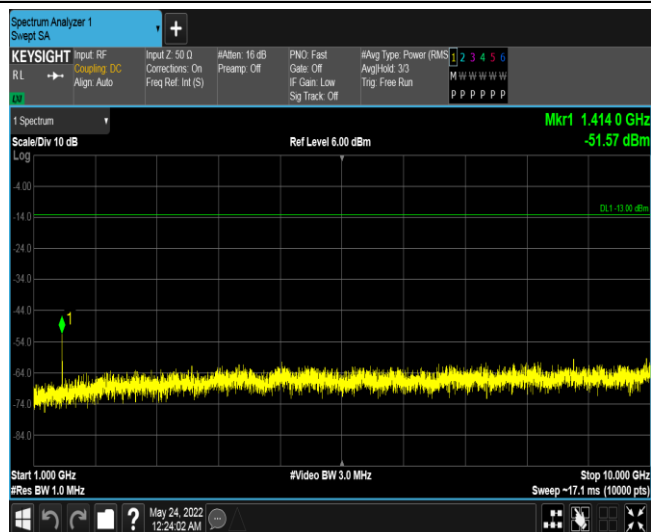 Spectrum Analyzer 1
Swept SA
+
KEYSIGHT
RL
LXI
Input: RF
Coupling: DC
Align: Auto
Input Z: 50 Ω
Corrections: On
Freq Ref: Int (S)
#Atten: 16 dB
Preamp: Off
PNO: Fast
Gate: Off
IF Gain: Low
Sig Track: Off
#Avg Type: Power (RMS
Avg|Hold: 3/3
Trig: Free Run
1 2 3 4 5 6
M W W W W W
P P P P P P
1 Spectrum
Scale/Div 10 dB
Log
Ref Level 6.00 dBm
Mkr1 1.414 0 GHz
-51.57 dBm
DL1 -13.00 dBm
-4.00
-14.0
-24.0
-34.0
-44.0
1
-54.0
-64.0
-74.0
-84.0
Start 1.000 GHz
#Res BW 1.0 MHz
#Video BW 3.0 MHz
Stop 10.000 GHz
Sweep ~17.1 ms (10000 pts)
?
May 24, 2022
12:24:02 AM